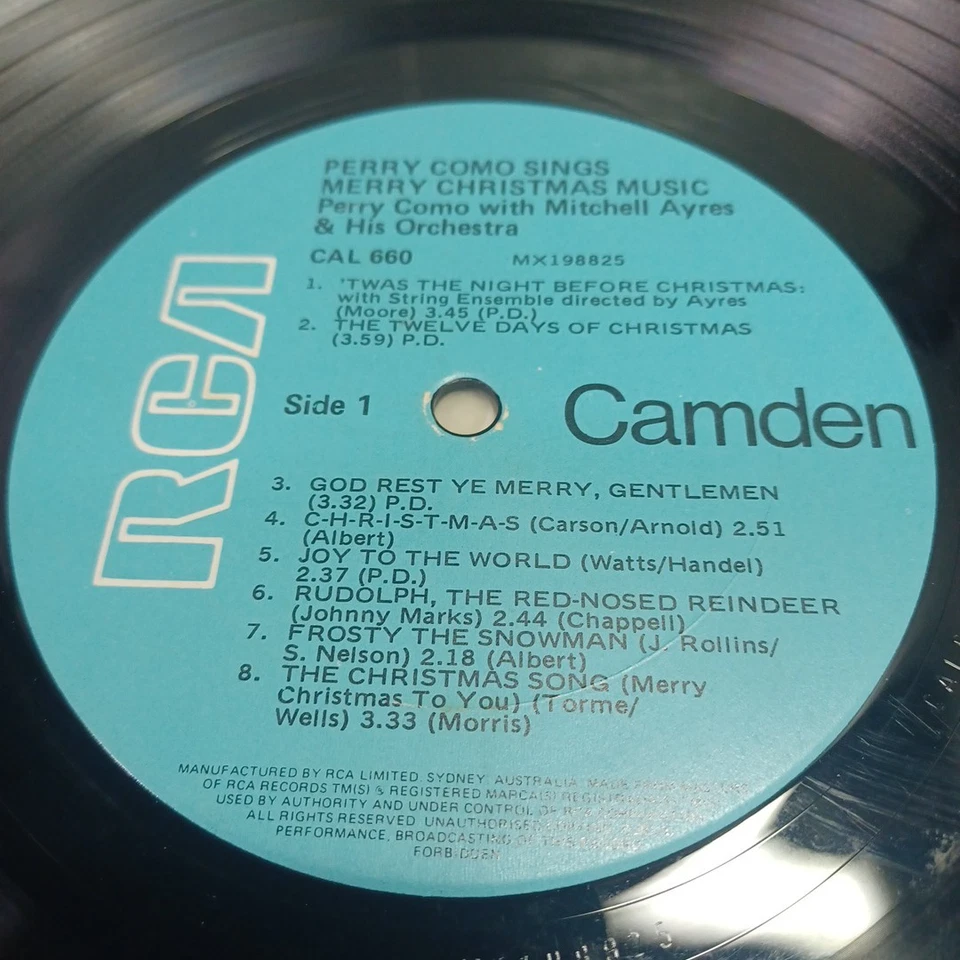 PERRY COMO SINGS
MERRY CHRISTMAS MUSIC
Perry Como with Mitchell Ayres
& His Orchestra
CAL 660 MX198825
1. 'TWAS THE NIGHT BEFORE CHRISTMAS:
with String Ensemble directed by Ayres
(Moore) 3.45 (P.D.)
2. THE TWELVE DAYS OF CHRISTMAS
(3.59) P.D.
RCA
Side 1
Camden
3. GOD REST YE MERRY, GENTLEMEN
(3.32) P.D.
4. C-H-R-I-S-T-M-A-S (Carson/Arnold) 2.51
(Albert)
5. JOY TO THE WORLD (Watts/Handel)
2.37 (P.D.)
6. RUDOLPH, THE RED-NOSED REINDEER
(Johnny Marks) 2.44 (Chappell)
7. FROSTY THE SNOWMAN (J. Rollins/
S. Nelson) 2.18 (Albert)
8. THE CHRISTMAS SONG (Merry
Christmas To You) (Torme/
Wells) 3.33 (Morris)
MANUFACTURED BY RCA LIMITED, SYDNEY, AUSTRALIA. MADE
OF RCA RECORDS TM(S) ® REGISTERED MARCA(S)
USED BY AUTHORITY AND UNDER CONTROL OF
ALL RIGHTS RESERVED. UNAUTHORISED
PERFORMANCE, BROADCASTING OF
FORBIDDEN